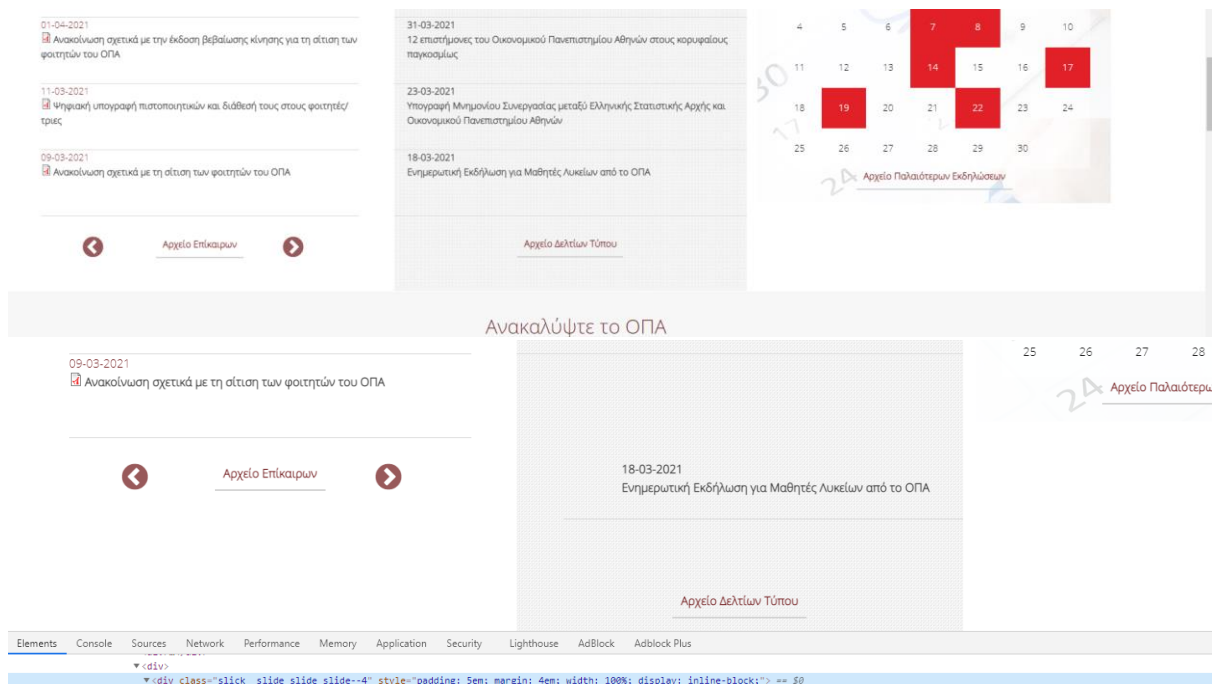 01-04-2021
Ανακοίνωση σχετικά με την έκδοση βεβαίωσης κίνησης για τη σίτιση των
φοιτητών του ΟΠΑ
11-03-2021
Ψηφιακή υπογραφή πιστοποιητικών και διάθεσή τους στους φοιτητές/
τριες
09-03-2021
Ανακοίνωση σχετικά με τη σίτιση των φοιτητών του ΟΠΑ
Αρχείο Επίκαιρων
31-03-2021
12 επιστήμονες του Οικονομικού Πανεπιστημίου Αθηνών στους κορυφαίους
παγκοσμίως
23-03-2021
Υπογραφή Μνημονίου Συνεργασίας μεταξύ Ελληνικής Στατιστικής Αρχής και
Οικονομικού Πανεπιστημίου Αθηνών
18-03-2021
Ενημερωτική Εκδήλωση για Μαθητές Λυκείων από το ΟΠΑ
Αρχείο Δελτίων Τύπου
4 5 6 7 8 9 10
11 12 13 14 15 16 17
18 19 20 21 22 23 24
25 26 27 28 29 30
30
17
24
Αρχείο Παλαιότερων Εκδηλώσεων
Ανακαλύψτε το ΟΠΑ
09-03-2021
Ανακοίνωση σχετικά με τη σίτιση των φοιτητών του ΟΠΑ
Αρχείο Επίκαιρων
18-03-2021
Ενημερωτική Εκδήλωση για Μαθητές Λυκείων από το ΟΠΑ
Αρχείο Δελτίων Τύπου
25 26 27 28
24
Αρχείο Παλαιότερω
Elements Console Sources Network Performance Memory Application Security Lighthouse AdBlock Adblock Plus
▼<div>
▼<div class="slick__slide slide slide--4" style="padding: 5em; margin: 4em; width: 100%; display: inline-block;"> == $0